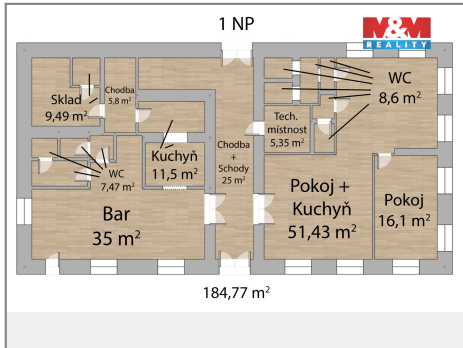 1 NP
M&M
REALITY
Sklad
9,49 m²
Chodba
5,8 m²
WC
8,6 m²
Tech.
místnost
5,35 m²
Kuchyň
11,5 m²
Chodba
+
Schody
25 m²
WC
7,47 m²
Bar
35 m²
Pokoj +
Kuchyň
51,43 m²
Pokoj
16,1 m²
184,77 m²